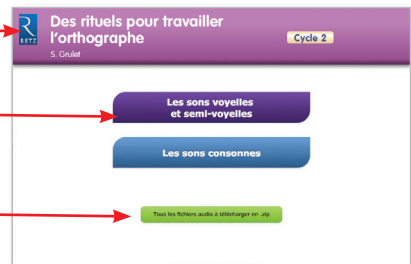 Des rituels pour travailler
l'orthographe
Cycle 2
RETZ
S. Grulet
Les sons voyelles
et semi-voyelles
Les sons consonnes
Tous les fichiers audio à télécharger en .zip